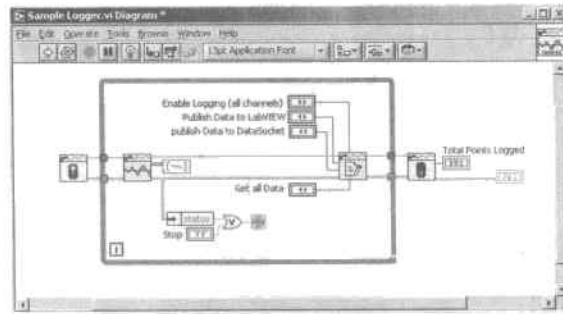 Sample Logger.vi Diagram *
File Edit Operate Tools Browse Window Help
13pt Application Font
Enable Logging (all channels)
Publish Data to LabVIEW
publish Data to DataSocket
Total Points Logged
Get all Data
status
Stop
i